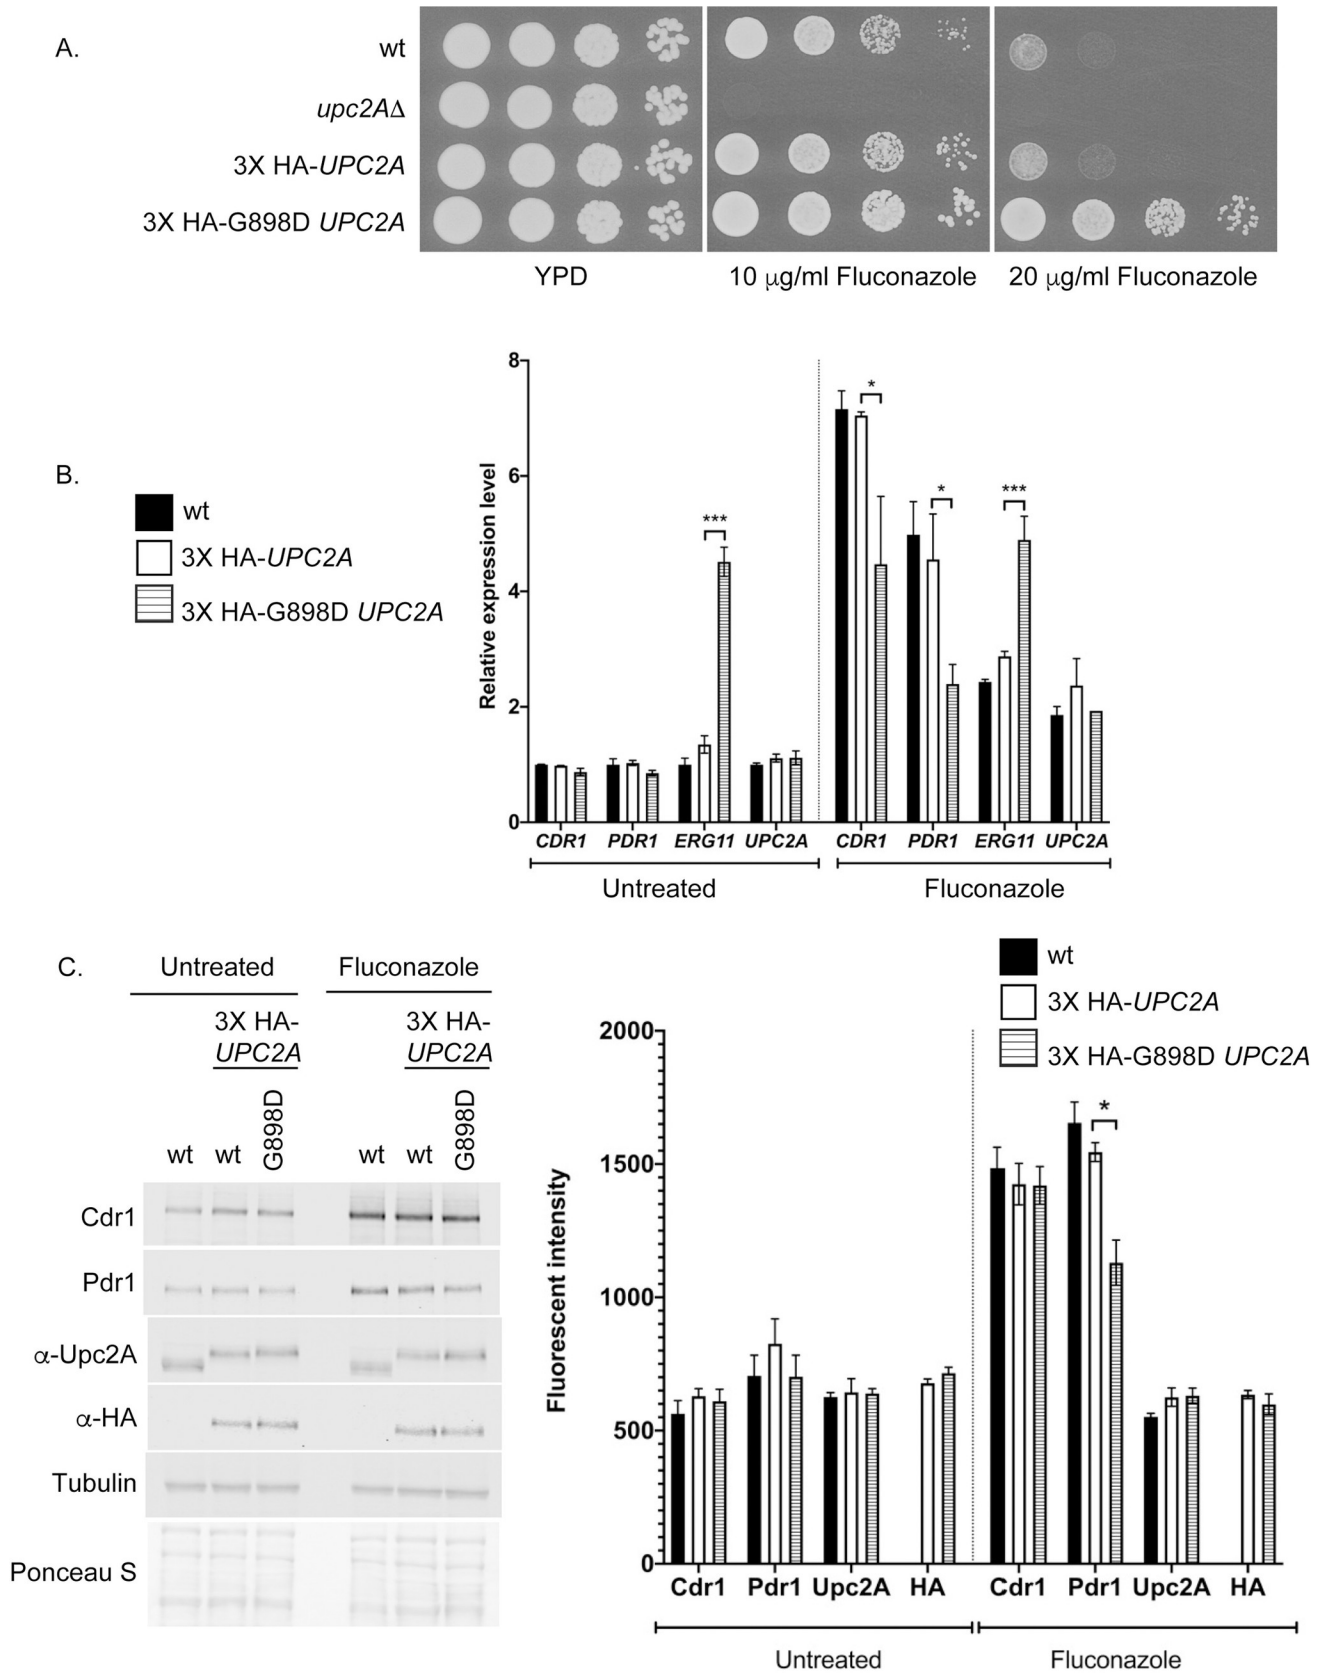 A.
wt
upc2AΔ
3X HA-UPC2A
3X HA-G898D UPC2A
YPD
10 μg/ml Fluconazole
20 μg/ml Fluconazole
B.
wt
3X HA-UPC2A
3X HA-G898D UPC2A
Relative expression level
8
6
4
2
0
***
*
*
***
CDR1 PDR1 ERG11 UPC2A CDR1 PDR1 ERG11 UPC2A
Untreated Fluconazole
C.
Untreated Fluconazole
3X HA- 3X HA-
UPC2A UPC2A
wt wt G898D wt wt G898D
Cdr1
Pdr1
α-Upc2A
α-HA
Tubulin
Ponceau S
wt
3X HA-UPC2A
3X HA-G898D UPC2A
Fluorescent intensity
2000
1500
1000
500
0
*
Cdr1 Pdr1 Upc2A HA Cdr1 Pdr1 Upc2A HA
Untreated Fluconazole